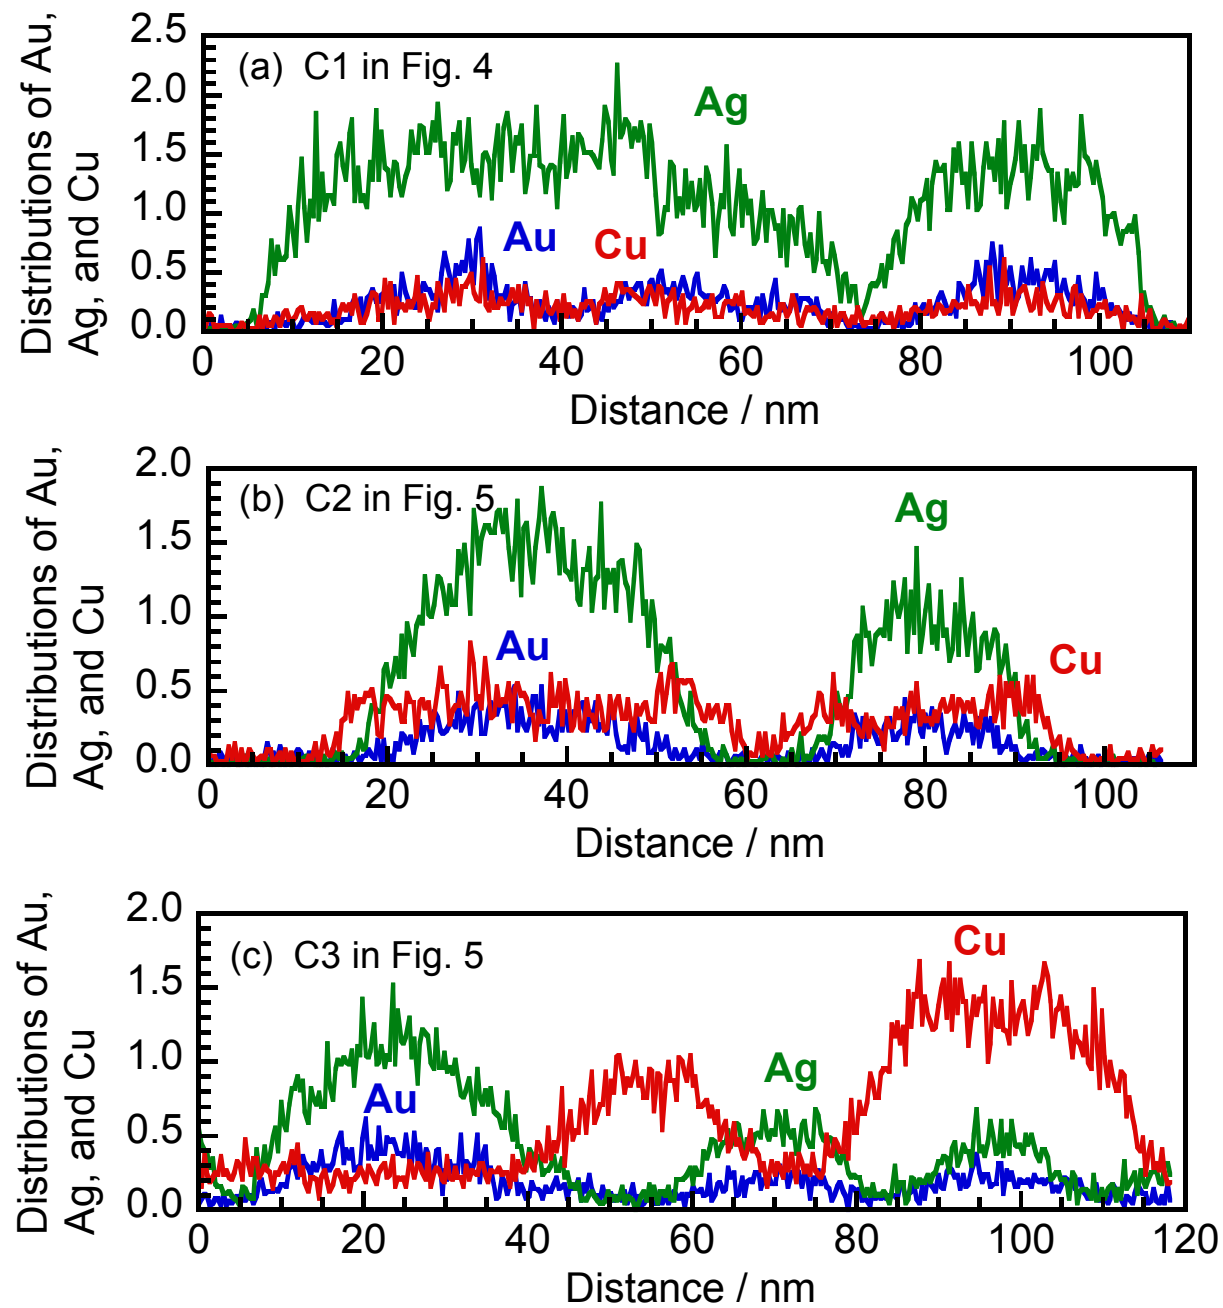 Distributions of Au,
Ag, and Cu
2.5
2.0
1.5
1.0
0.5
0.0
(a) C1 in Fig. 4
Ag
Au
Cu
0 20 40 60 80 100
Distance / nm
Distributions of Au,
Ag, and Cu
2.0
1.5
1.0
0.5
0.0
(b) C2 in Fig. 5
Ag
Au
Cu
0 20 40 60 80 100
Distance / nm
Distributions of Au,
Ag, and Cu
2.0
1.5
1.0
0.5
0.0
(c) C3 in Fig. 5
Cu
Ag
Au
0 20 40 60 80 100 120
Distance / nm